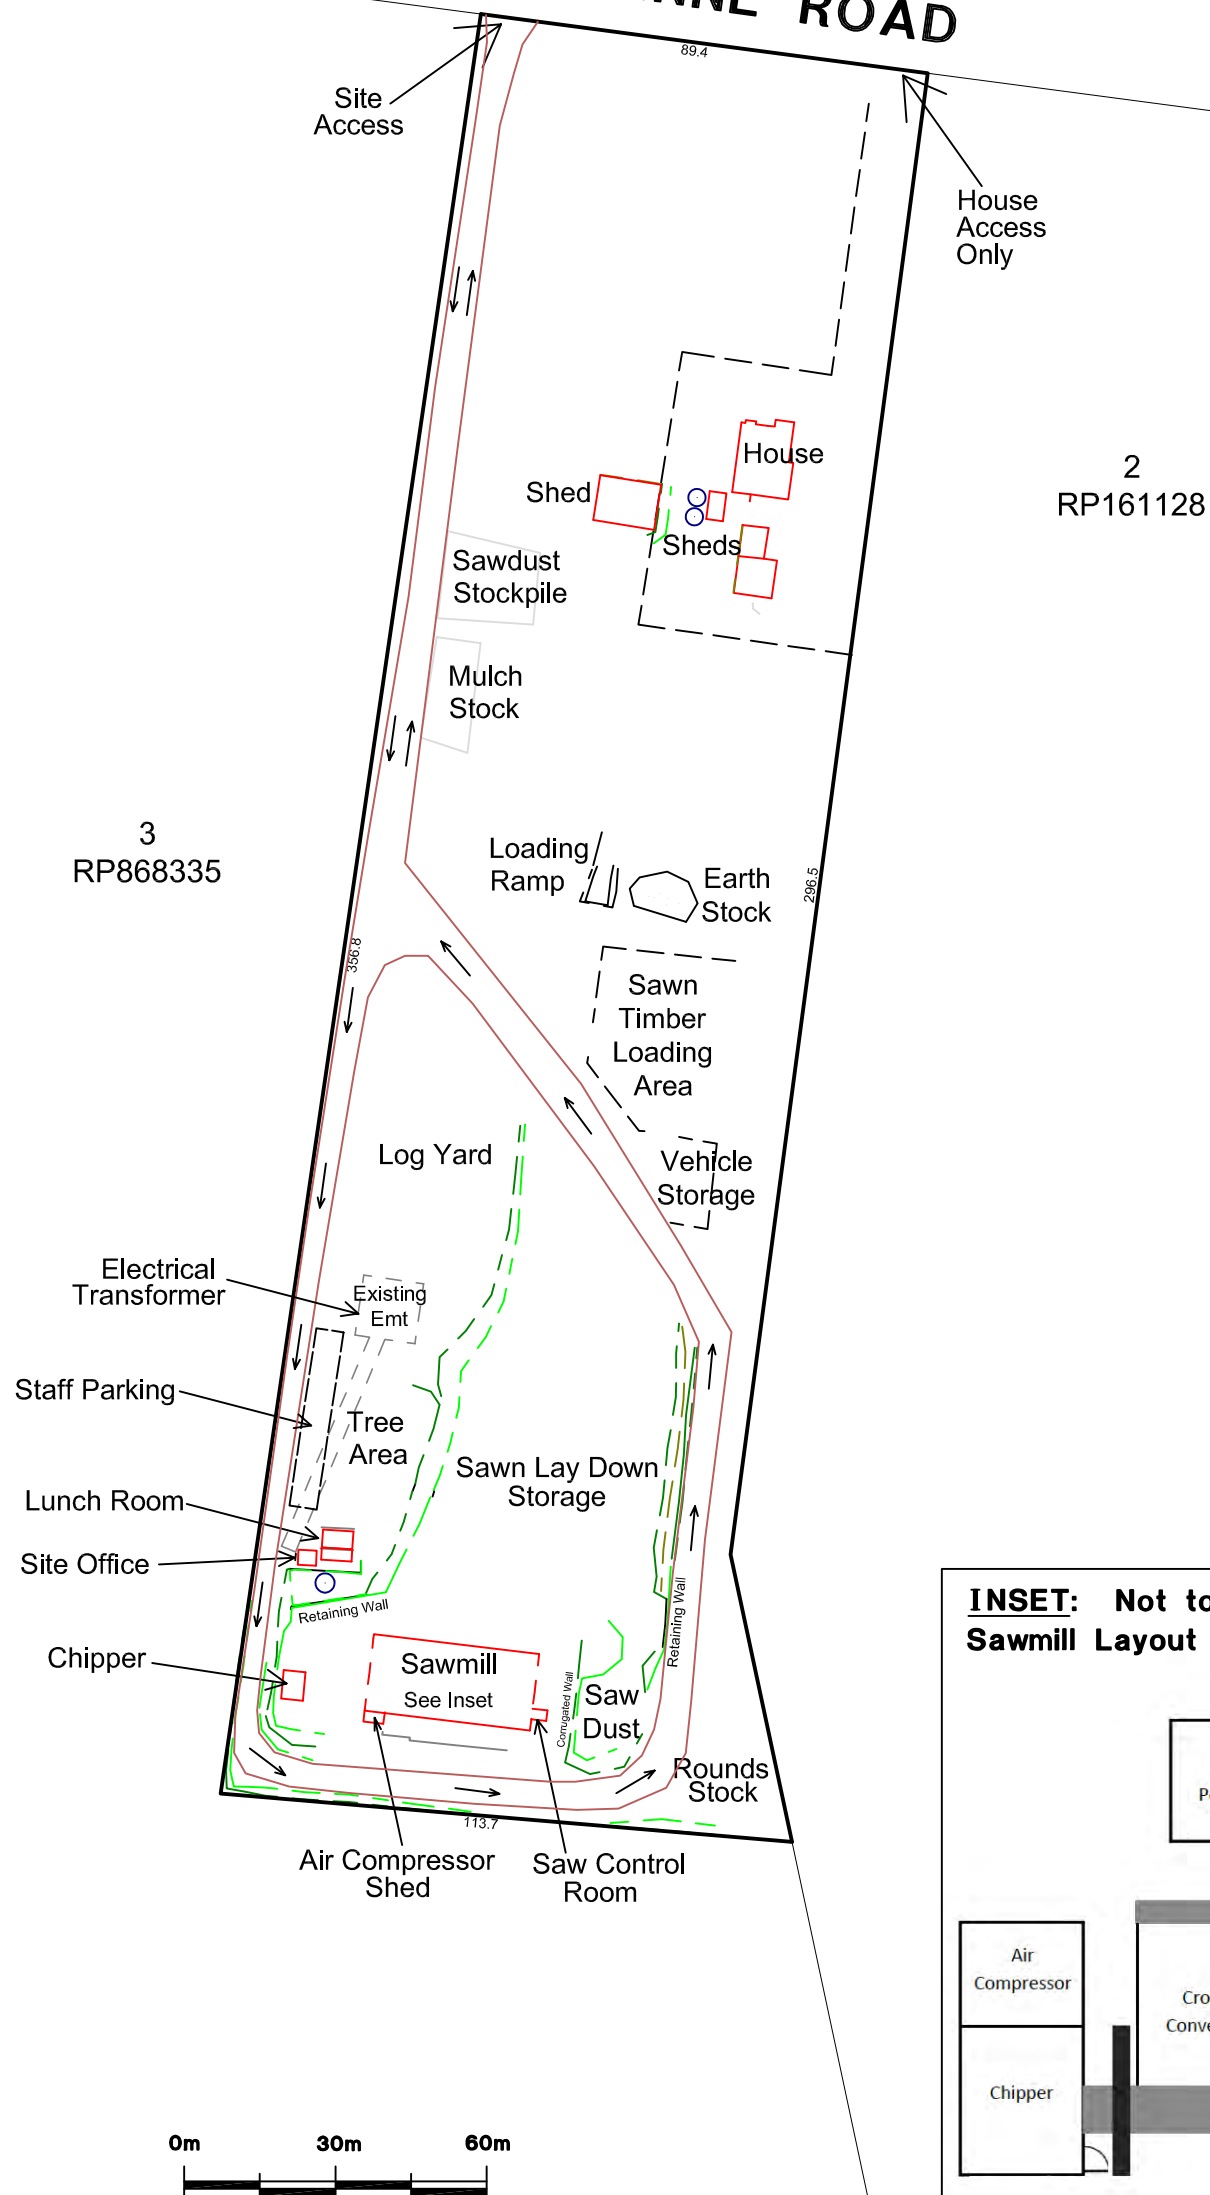 ROAD
89.4
Site
Access
House
Access
Only
House
Shed
Sheds
2
RP161128
Sawdust
Stockpile
Mulch
Stock
3
RP868335
Loading
Ramp
Earth
Stock
296.5
356.8
Sawn
Timber
Loading
Area
Log Yard
Vehicle
Storage
Electrical
Transformer
Existing
Emt
Staff Parking
Tree
Area
Sawn Lay Down
Storage
Lunch Room
Site Office
Retaining Wall
Retaining Wall
Chipper
Sawmill
See Inset
Corrugated Wall
Saw
Dust
Rounds
Stock
113.7
Air Compressor
Shed
Saw Control
Room
INSET: Not to
Sawmill Layout
Air
Compressor
Chipper
0m 30m 60m